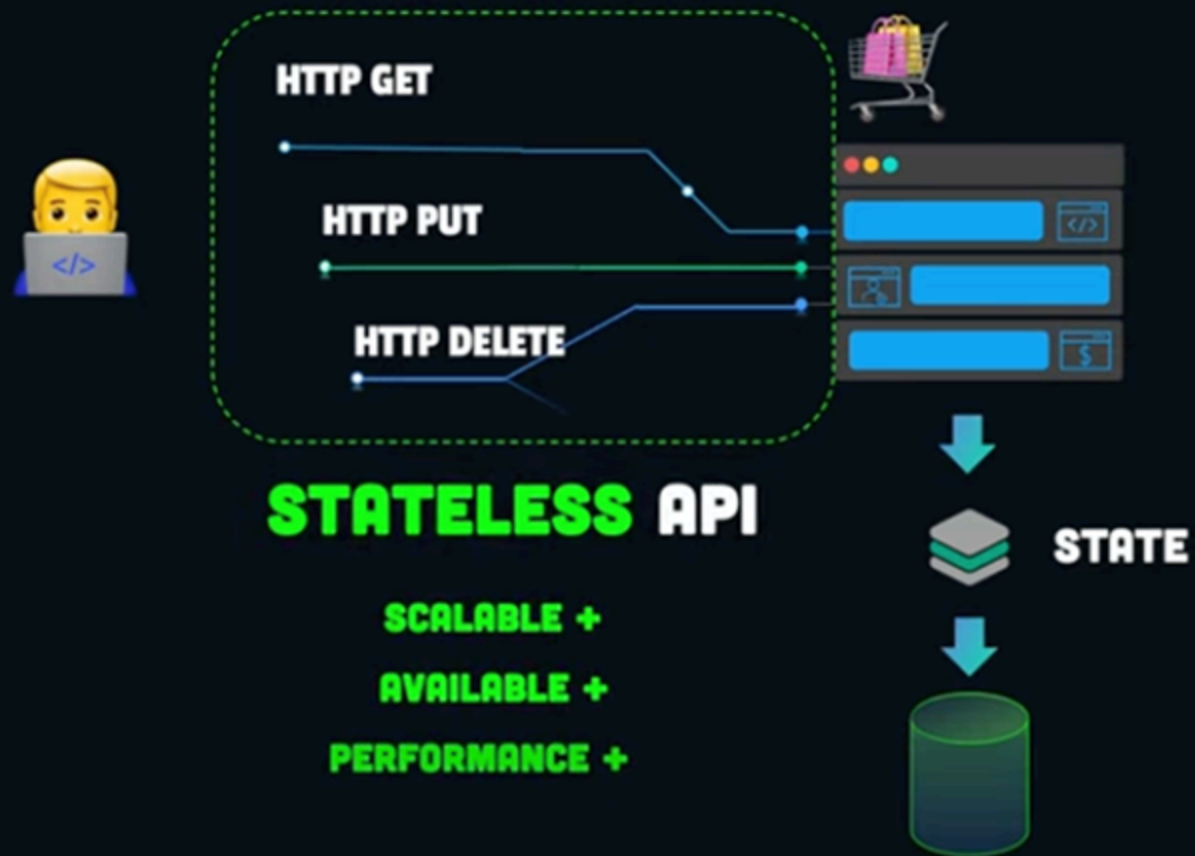 HTTP GET
HTTP PUT
</>
</>
HTTP DELETE
$
STATELESS API
STATE
SCALABLE +
AVAILABLE +
PERFORMANCE +